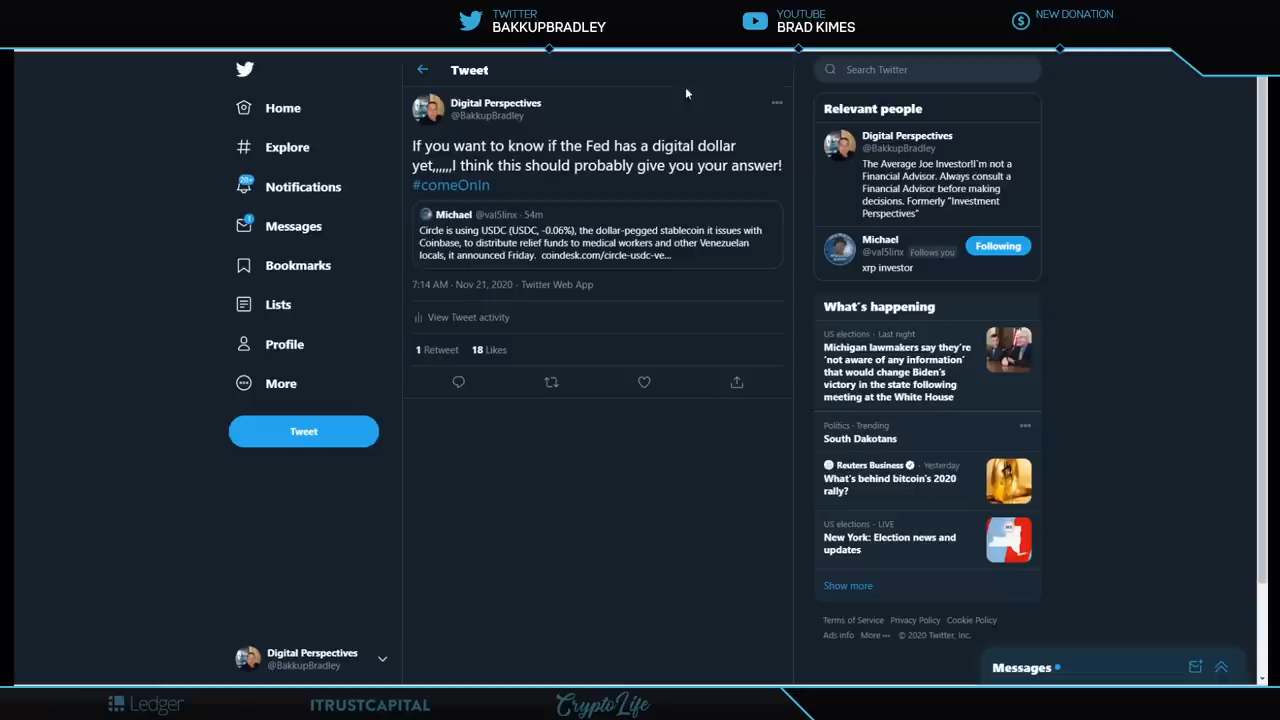 TWITTER
BAKKUPBRADLEY
YOUTUBE
BRAD KIMES
NEW DONATION
Home
Explore
20+
Notifications
1
Messages
Bookmarks
Lists
Profile
More
Tweet
Digital Perspectives
@BakkupBradley
Tweet
Digital Perspectives
@BakkupBradley
If you want to know if the Fed has a digital dollar
yet,,,,,,I think this should probably give you your answer!
#comeOnIn
Michael @val5linx · 54m
Circle is using USDC (USDC, -0.06%), the dollar-pegged stablecoin it issues with
Coinbase, to distribute relief funds to medical workers and other Venezuelan
locals, it announced Friday. coindesk.com/circle-usdc-ve...
7:14 AM · Nov 21, 2020 · Twitter Web App
View Tweet activity
1 Retweet 18 Likes
Search Twitter
Relevant people
Digital Perspectives
@BakkupBradley
The Average Joe Investor!I'm not a
Financial Advisor. Always consult a
Financial Advisor before making
decisions. Formerly "Investment
Perspectives"
Michael
@val5linx Follows you
Following
xrp investor
What's happening
US elections · Last night
Michigan lawmakers say they're
'not aware of any information'
that would change Biden's
victory in the state following
meeting at the White House
Politics · Trending
South Dakotans
Reuters Business · Yesterday
What's behind bitcoin's 2020
rally?
US elections · LIVE
New York: Election news and
updates
Show more
Terms of Service Privacy Policy Cookie Policy
Ads info More ··· © 2020 Twitter, Inc.
Messages
Ledger
ITRUSTCAPITAL
CryptoLife